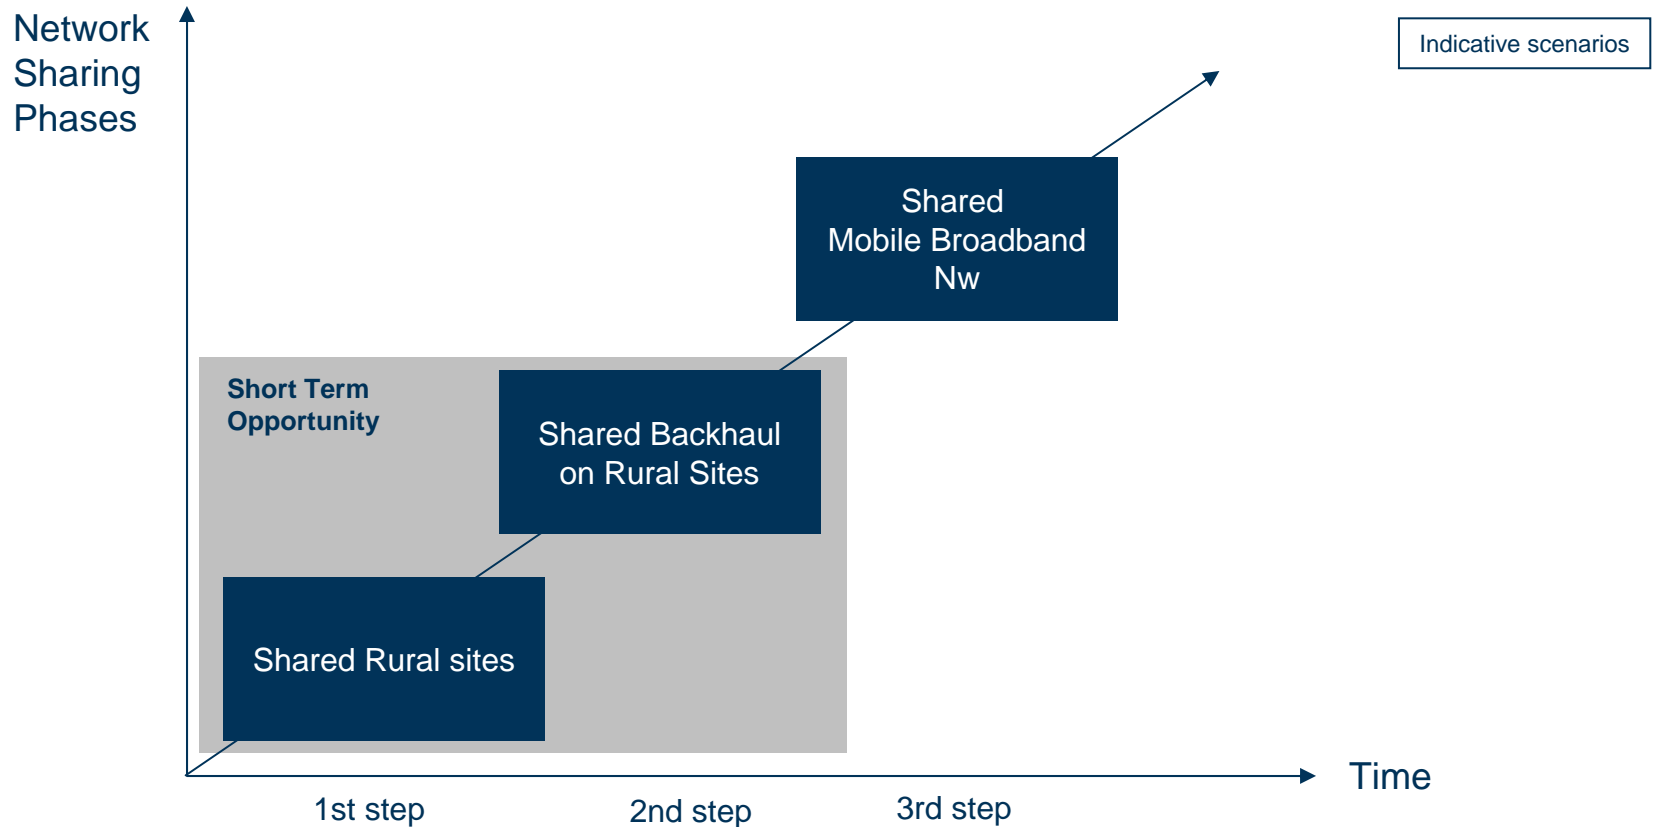 Network
Sharing
Phases
Indicative scenarios
Shared
Mobile Broadband
Nw
Short Term
Opportunity
Shared Backhaul
on Rural Sites
Shared Rural sites
Time
1st step
2nd step
3rd step